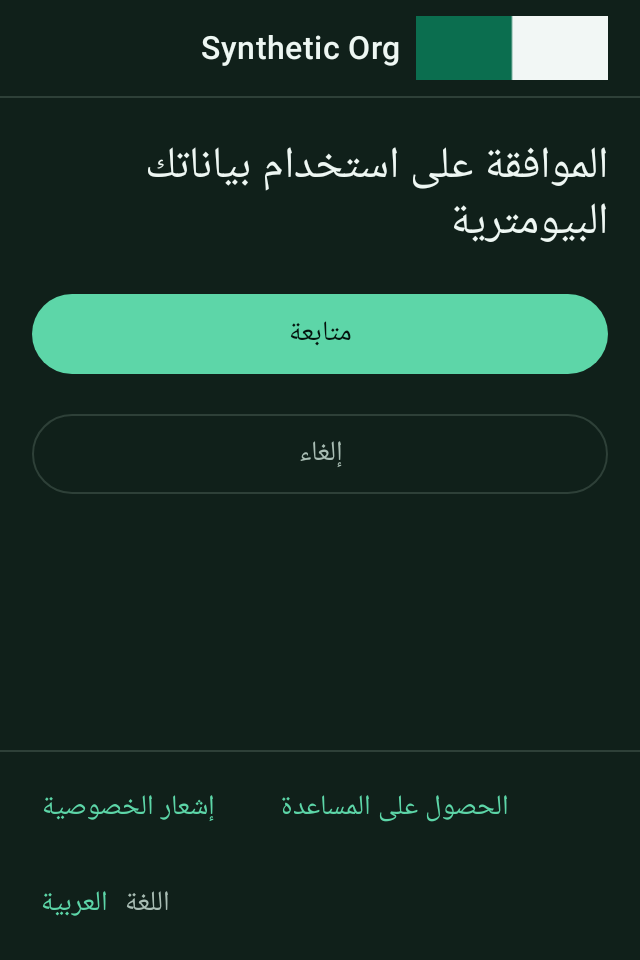 Synthetic Org
الموافقة على استخدام بياناتك
البيومترية
متابعة
إلغاء
الحصول على المساعدة
إشعار الخصوصية
اللغة العربية